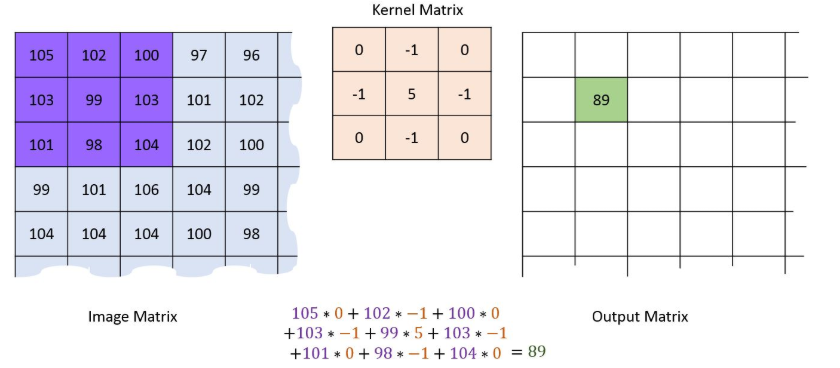 Kernel Matrix
105 102 100 97 96
103 99 103 101 102
101 98 104 102 100
99 101 106 104 99
104 104 104 100 98
0 -1 0
-1 5 -1
0 -1 0
89
Image Matrix
105 * 0 + 102 * −1 + 100 * 0
+103 * −1 + 99 * 5 + 103 * −1
+101 * 0 + 98 * −1 + 104 * 0 = 89
Output Matrix